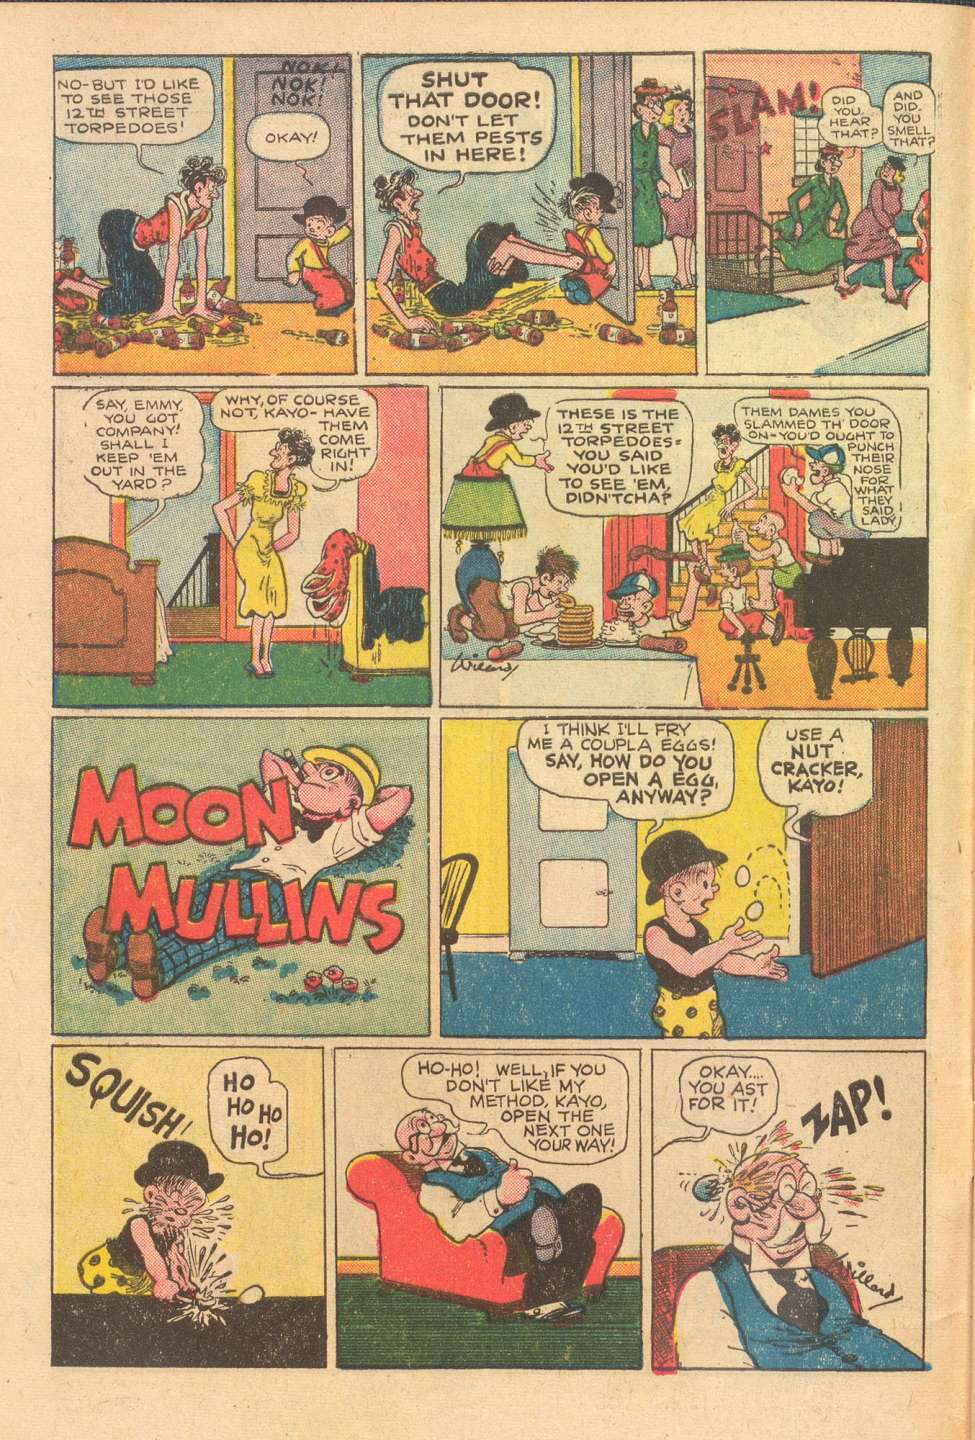 NO-BUT I'D LIKE
TO SEE THOSE
12TH STREET
TORPEDOES!
NOK!
NOK!
NOK!
OKAY!
SHUT
THAT DOOR!
DON'T LET
THEM PESTS
IN HERE!
SLAM!
DID
YOU
HEAR
THAT?
AND
DID-
YOU
SMELL
THAT?
SAY, EMMY,
YOU GOT
COMPANY!
SHALL I
KEEP 'EM
OUT IN THE
YARD?
WHY, OF COURSE
NOT, KAYO-HAVE
THEM
COME
RIGHT
IN!
THESE IS THE
12TH STREET
TORPEDOES=
YOU SAID
YOU'D LIKE
TO SEE 'EM,
DIDN'TCHA?
THEM DAMES YOU
SLAMMED TH' DOOR
ON-YOU'D OUGHT TO
PUNCH
THEIR
NOSE
FOR
WHAT
THEY
SAID,
LADY!
Willard
MOON
MULLINS
I THINK I'LL FRY
ME A COUPLA EGGS!
SAY, HOW DO YOU
OPEN A EGG,
ANYWAY?
USE A
NUT
CRACKER,
KAYO!
SQUISH!
HO
HO HO
HO!
HO-HO! WELL, IF YOU
DON'T LIKE MY
METHOD, KAYO,
OPEN THE
NEXT ONE
YOUR WAY!
OKAY....
YOU AST
FOR IT!
ZAP!
Willard